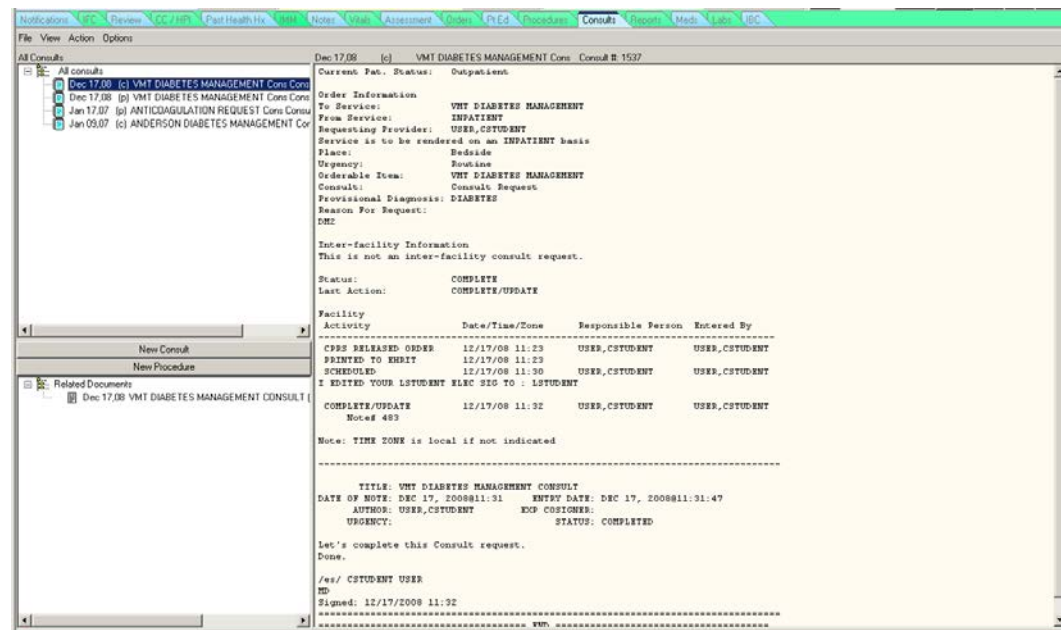 Notifications IFC Review CC / HPI Past Health Hx IMM Notes Vitals Assessment Orders Pt Ed Procedures Consults Reports Meds Labs IBC
File View Action Options
All Consults
All consults
Dec 17,08 (c) VMT DIABETES MANAGEMENT Cons Cons
Dec 17,08 (p) VMT DIABETES MANAGEMENT Cons Cons
Jan 17,07 (p) ANTICOAGULATION REQUEST Cons Consu
Jan 09,07 (c) ANDERSON DIABETES MANAGEMENT Cor
New Consult
New Procedure
Related Documents
Dec 17,08 VMT DIABETES MANAGEMENT CONSULT (
Dec 17,08 (c) VMT DIABETES MANAGEMENT Cons Consult #: 1537
Current Pat. Status: Outpatient
Order Information
To Service: VMT DIABETES MANAGEMENT
From Service: INPATIENT
Requesting Provider: USER,CSTUDENT
Service is to be rendered on an INPATIENT basis
Place: Bedside
Urgency: Routine
Orderable Item: VMT DIABETES MANAGEMENT
Consult: Consult Request
Provisional Diagnosis: DIABETES
Reason For Request:
DM2
Inter-facility Information
This is not an inter-facility consult request.
Status: COMPLETE
Last Action: COMPLETE/UPDATE
Facility
Activity Date/Time/Zone Responsible Person Entered By
-------------------------------------------------------------------------------
CPRS RELEASED ORDER 12/17/08 11:23 USER,CSTUDENT USER,CSTUDENT
PRINTED TO EHRIT 12/17/08 11:23
SCHEDULED 12/17/08 11:30 USER,CSTUDENT USER,CSTUDENT
I EDITED YOUR LSTUDENT ELEC SIG TO : LSTUDENT
COMPLETE/UPDATE 12/17/08 11:32 USER,CSTUDENT USER,CSTUDENT
Note# 483
Note: TIME ZONE is local if not indicated
-------------------------------------------------------------------------------
TITLE: VMT DIABETES MANAGEMENT CONSULT
DATE OF NOTE: DEC 17, 2008@11:31 ENTRY DATE: DEC 17, 2008@11:31:47
AUTHOR: USER,CSTUDENT EXP COSIGNER:
URGENCY: STATUS: COMPLETED
Let's complete this Consult request.
Done.
/es/ CSTUDENT USER
MD
Signed: 12/17/2008 11:32
===============================================================================
=================================== END ====================================